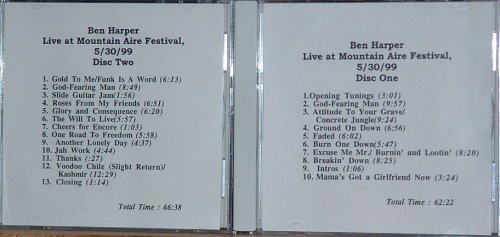 Ben Harper
Live at Mountain Aire Festival,
5/30/99
Disc Two
1. Gold To Me/Funk Is A Word (6:13)
2. God-Fearing Man (8:49)
3. Slide Guitar Jam(1:56)
4. Roses From My Friends (6:51)
5. Glory and Consequence (6:20)
6. The Will To Live(5:57)
7. Cheers for Encore (1:03)
8. One Road To Freedom (5:58)
9. Another Lonely Day (4:37)
10. Jah Work (4:44)
11. Thanks (:27)
12. Voodoo Chile (Slight Return)/
Kashmir (12:29)
13. Closing (1:14)
Total Time : 66:38
Ben Harper
Live at Mountain Aire Festival,
5/30/99
Disc One
1.Opening Tunings (3:01)
2. God-Fearing Man (9:57)
3. Attitude To Your Grave/
Concrete Jungle(9:24)
4. Ground On Down (6:56)
5. Faded (6:02)
6. Burn One Down(5:47)
7. Excuse Me Mr./ Burnin' and Lootin' (8:20)
8. Breakin' Down (8:25)
9. Intros (1:06)
10. Mama's Got a Girlfriend Now (3:24)
Total Time : 62:22